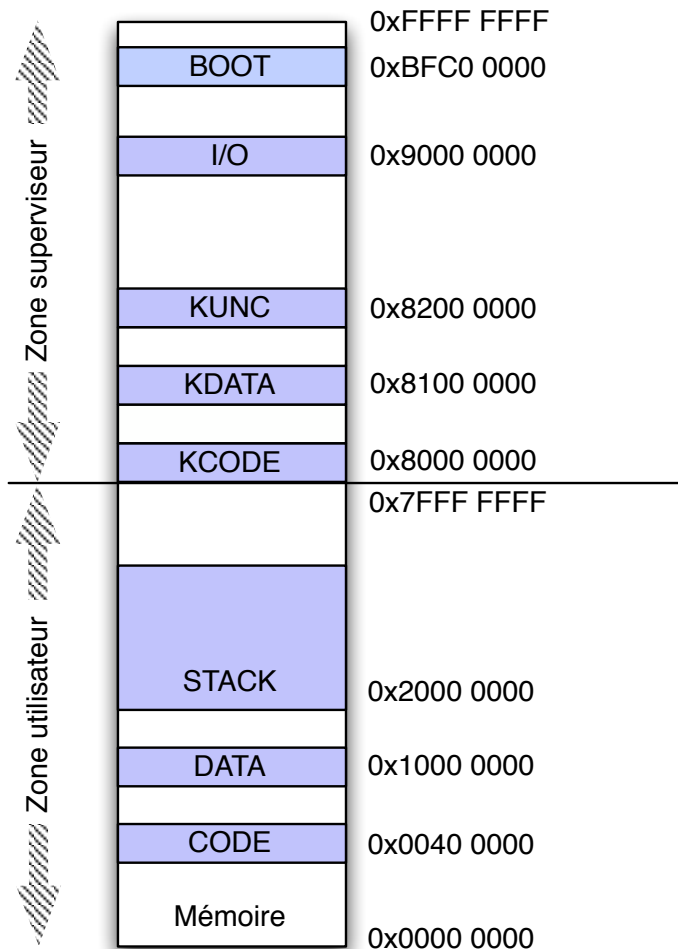 0xFFFF FFFF
BOOT 0xBFC0 0000
I/O 0x9000 0000
Zone superviseur
KUNC 0x8200 0000
KDATA 0x8100 0000
KCODE 0x8000 0000
0x7FFF FFFF
Zone utilisateur
STACK 0x2000 0000
DATA 0x1000 0000
CODE 0x0040 0000
Mémoire
0x0000 0000